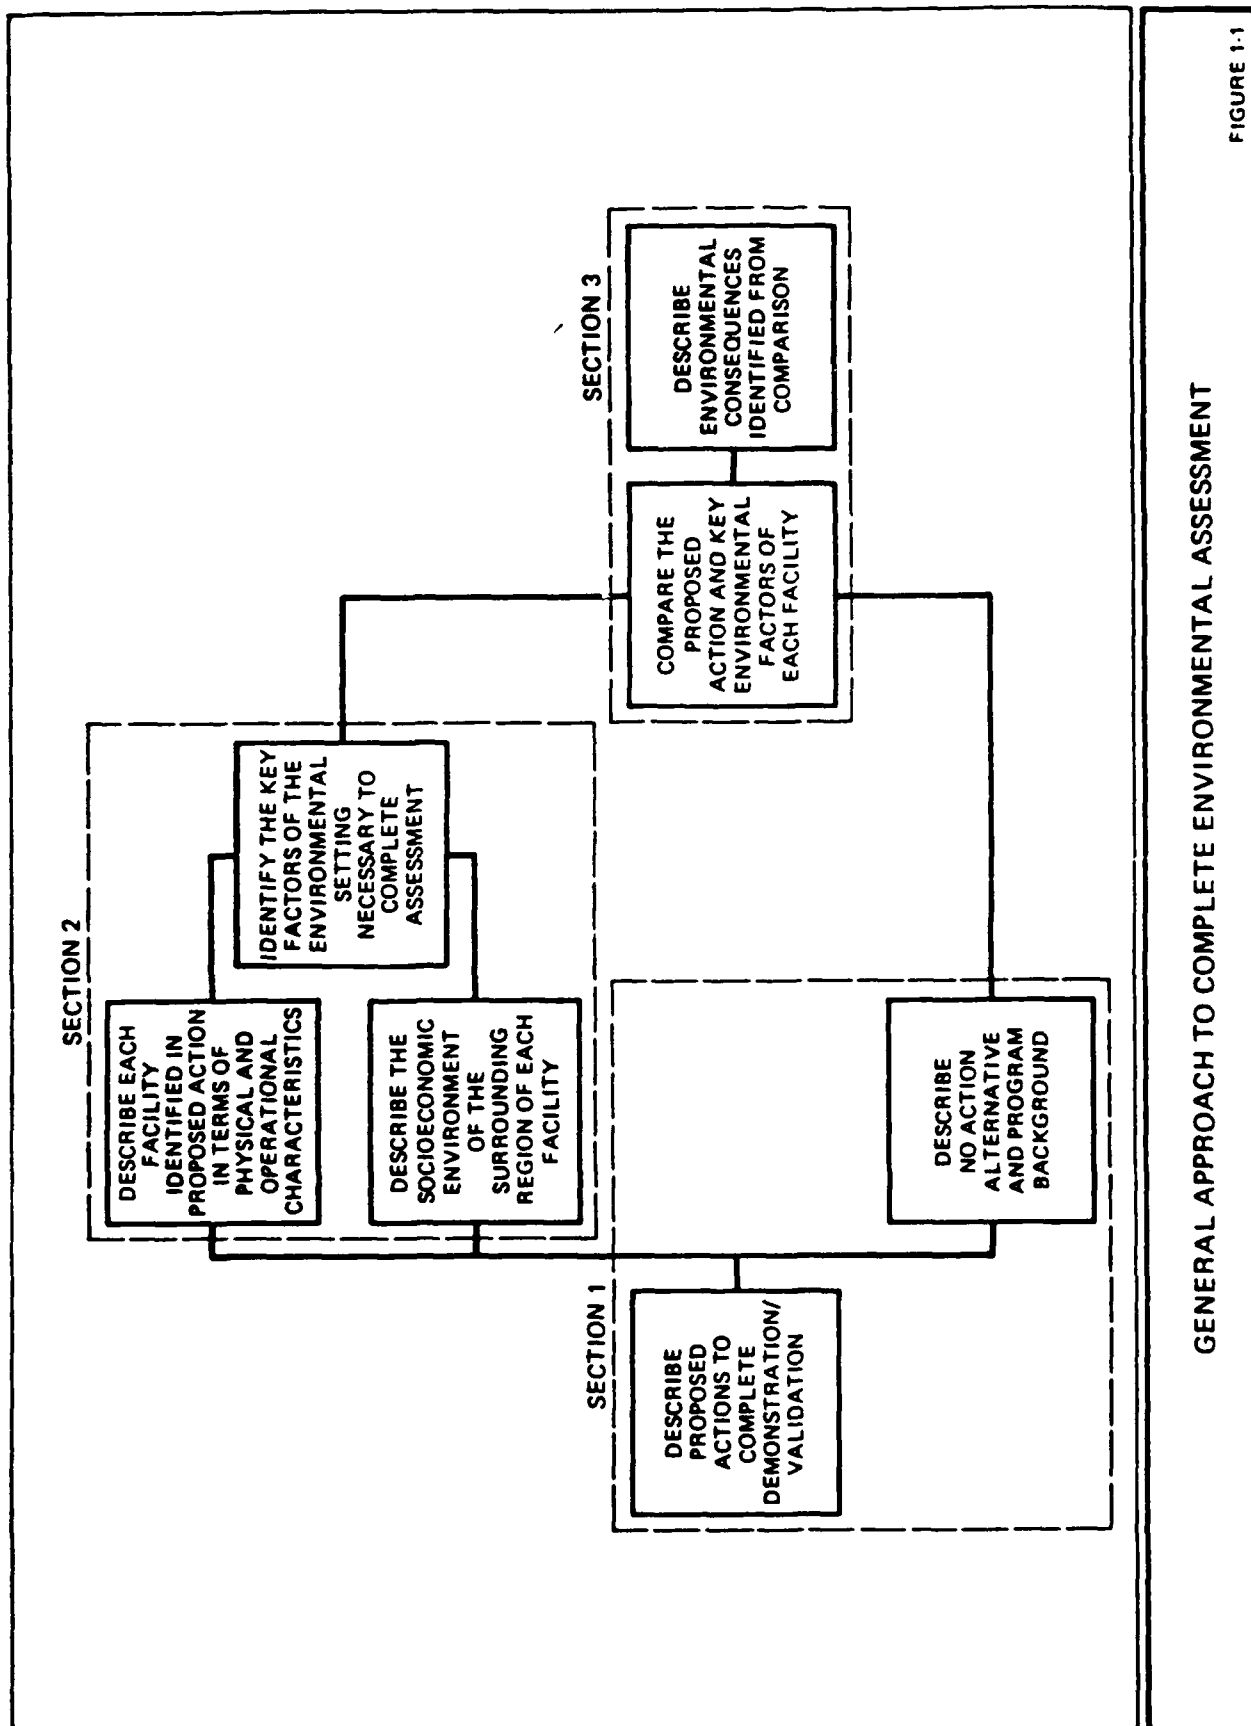 SECTION 1
DESCRIBE
PROPOSED
ACTIONS TO
COMPLETE
DEMONSTRATION/
VALIDATION
SECTION 2
DESCRIBE EACH
FACILITY
IDENTIFIED IN
PROPOSED ACTION
IN TERMS OF
PHYSICAL AND
OPERATIONAL
CHARACTERISTICS
DESCRIBE THE
SOCIOECONOMIC
ENVIRONMENT
OF THE
SURROUNDING
REGION OF EACH
FACILITY
DESCRIBE
NO ACTION
ALTERNATIVE
AND PROGRAM
BACKGROUND
IDENTIFY THE KEY
FACTORS OF THE
ENVIRONMENTAL
SETTING
NECESSARY TO
COMPLETE
ASSESSMENT
SECTION 3
COMPARE THE
PROPOSED
ACTION AND KEY
ENVIRONMENTAL
FACTORS OF
EACH FACILITY
DESCRIBE
ENVIRONMENTAL
CONSEQUENCES
IDENTIFIED FROM
COMPARISON
GENERAL APPROACH TO COMPLETE ENVIRONMENTAL ASSESSMENT
FIGURE 1-1